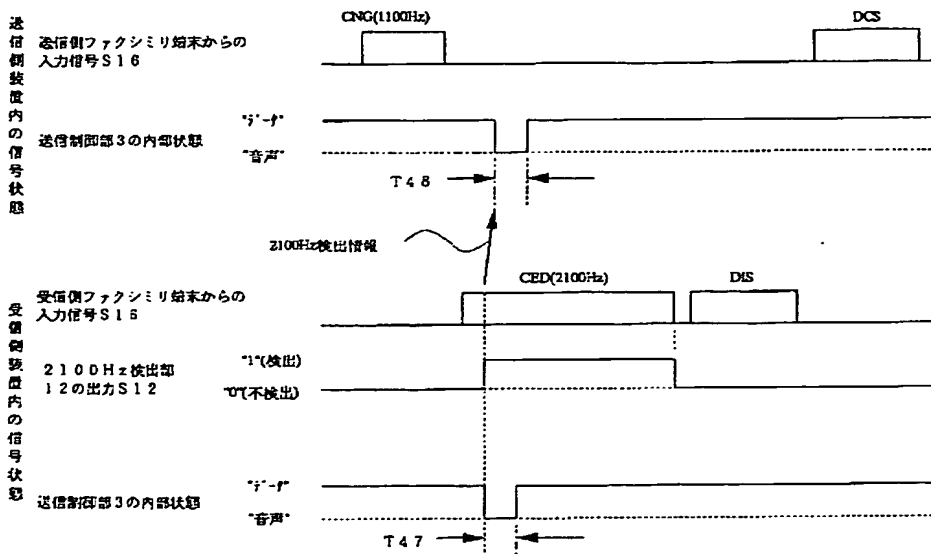 送信側装置内の信号状態
CNG(1100Hz)
DCS
送信側ファクシミリ端末からの
入力信号S16
"データ"
送信制御部3の内部状態
"音声"
T48
2100Hz検出情報
受信側装置内の信号状態
CED(2100Hz)
DIS
受信側ファクシミリ端末からの
入力信号S16
"1"(検出)
2100Hz検出部
12の出力S12
"0"(不検出)
"データ"
送信制御部3の内部状態
"音声"
T47